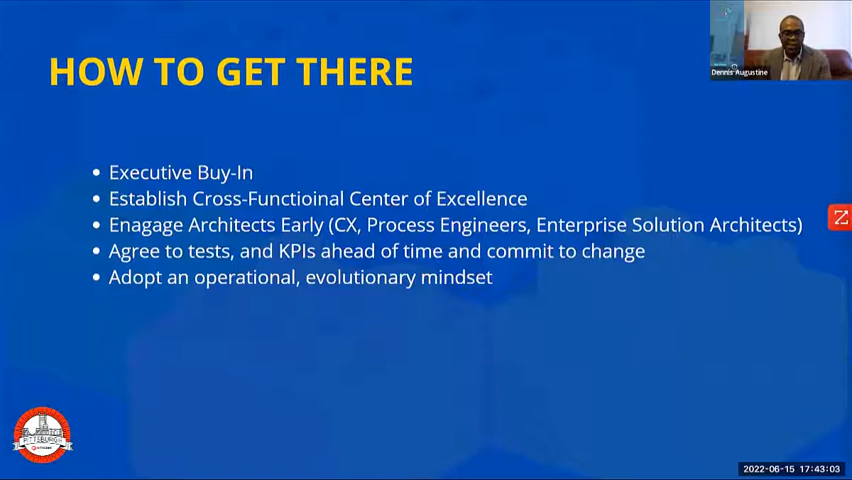 HOW TO GET THERE
Dennis Augustine
• Executive Buy-In
• Establish Cross-Functioinal Center of Excellence
• Enagage Architects Early (CX, Process Engineers, Enterprise Solution Architects)
• Agree to tests, and KPIs ahead of time and commit to change
• Adopt an operational, evolutionary mindset
PITTSBURGH
2022-06-15 17:43:03